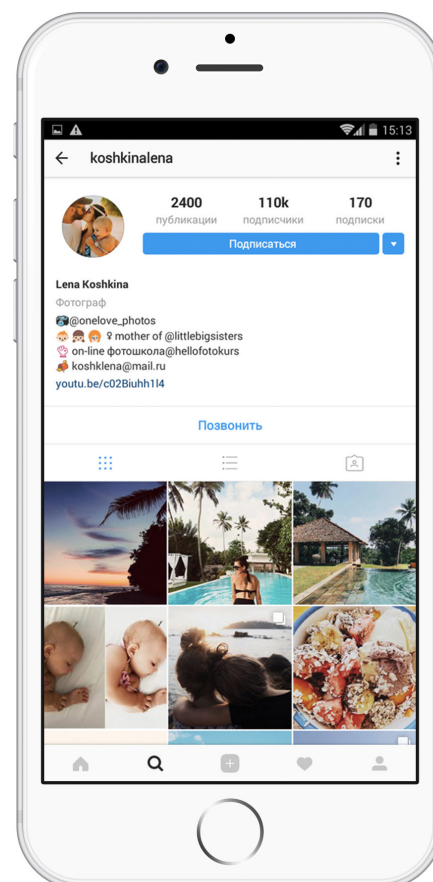 15:13
koshkinalena
2400 110k 170
публикации подписчики подписки
Подписаться
Lena Koshkina
Фотограф
@onelove_photos
♀ mother of @littlebigsisters
on-line фотошкола@hellofotokurs
koshklena@mail.ru
youtu.be/c02Biuhh1l4
Позвонить